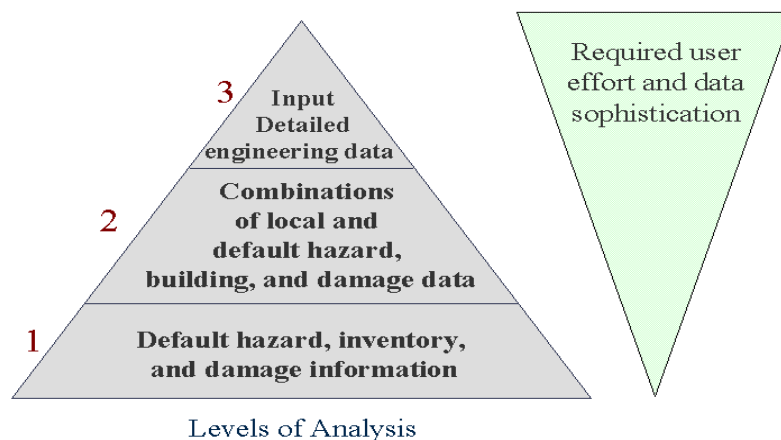 3
Input
Detailed
engineering data
2
Combinations
of local and
default hazard,
building, and damage data
1
Default hazard, inventory,
and damage information
Levels of Analysis
Required user
effort and data
sophistication